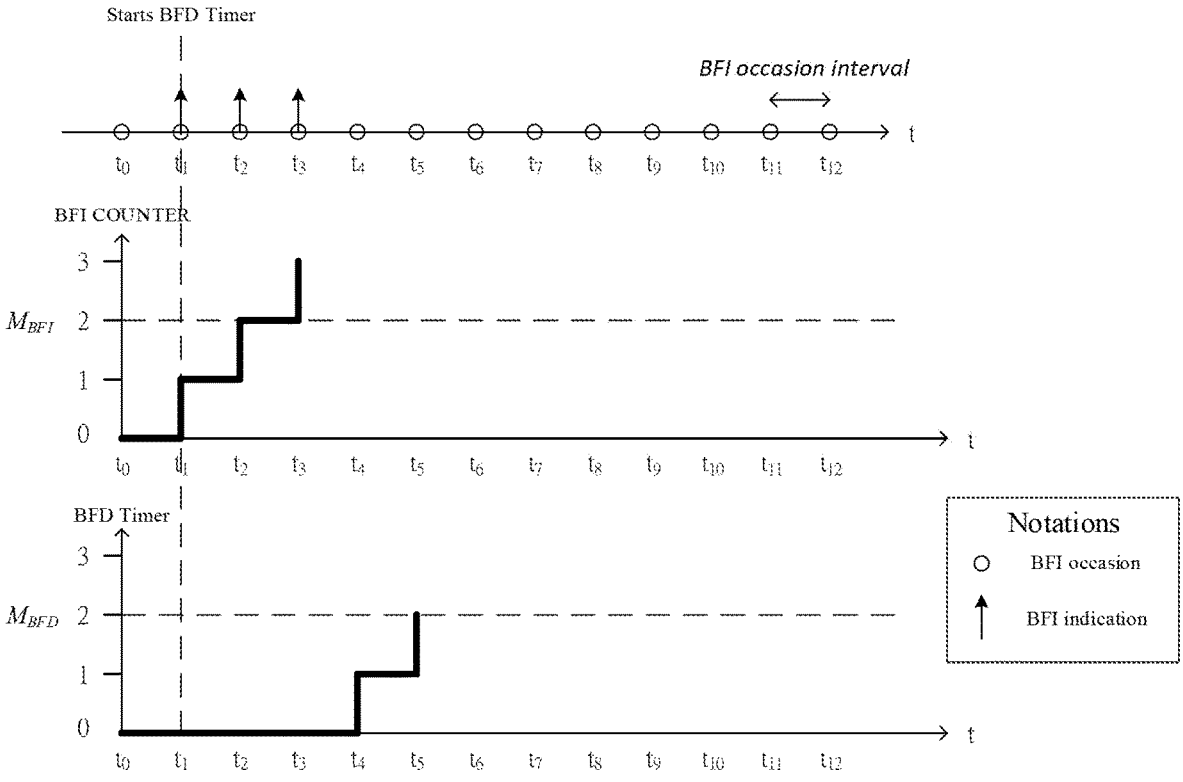 Starts BFD Timer
BFI occasion interval
t
t0 t1 t2 t3 t4 t5 t6 t7 t8 t9 t10 t11 t12
BFI COUNTER
3
MBFI 2
1
0
t
t0 t1 t2 t3 t4 t5 t6 t7 t8 t9 t10 t11 t12
BFD Timer
3
MBFD 2
1
0
t
t0 t1 t2 t3 t4 t5 t6 t7 t8 t9 t10 t11 t12
Notations
BFI occasion
BFI indication